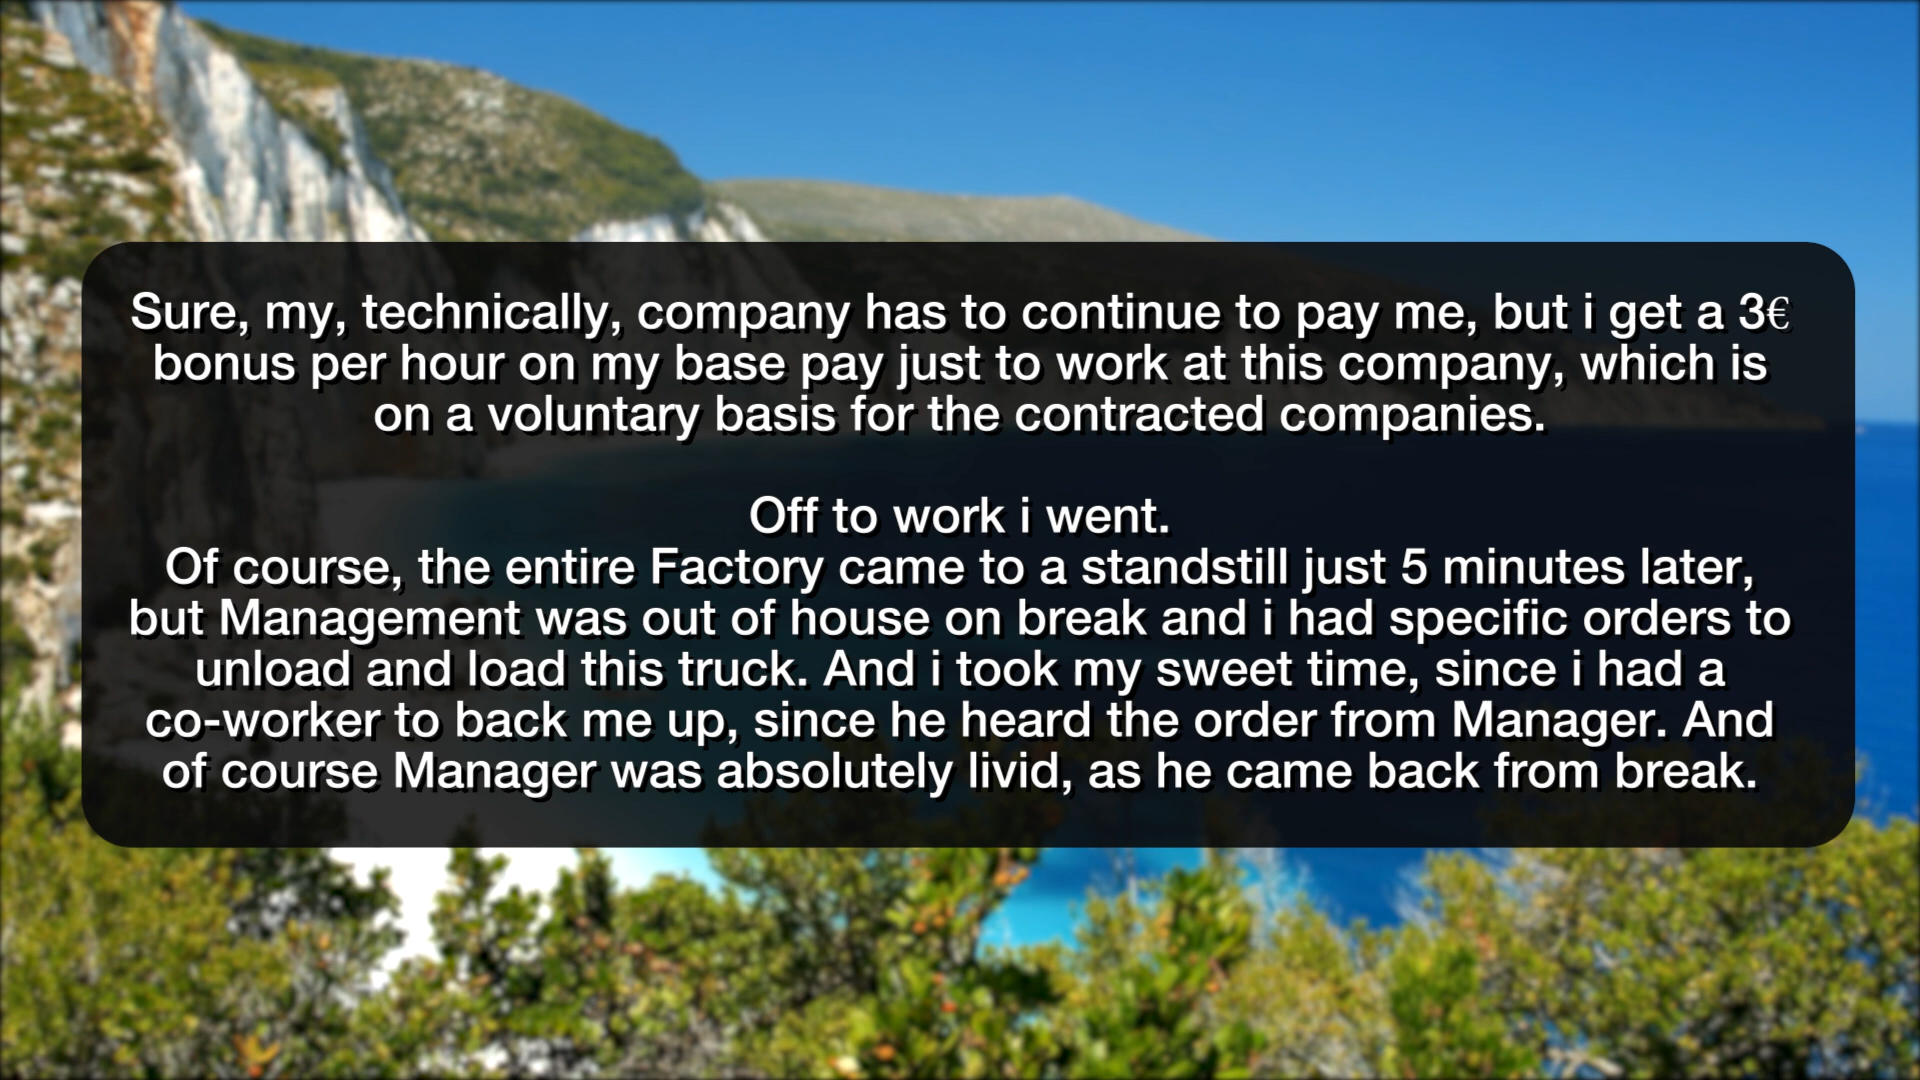 Sure, my, technically, company has to continue to pay me, but i get a 3€
bonus per hour on my base pay just to work at this company, which is
on a voluntary basis for the contracted companies.
Off to work i went.
Of course, the entire Factory came to a standstill just 5 minutes later,
but Management was out of house on break and i had specific orders to
unload and load this truck. And i took my sweet time, since i had a
co-worker to back me up, since he heard the order from Manager. And
of course Manager was absolutely livid, as he came back from break.